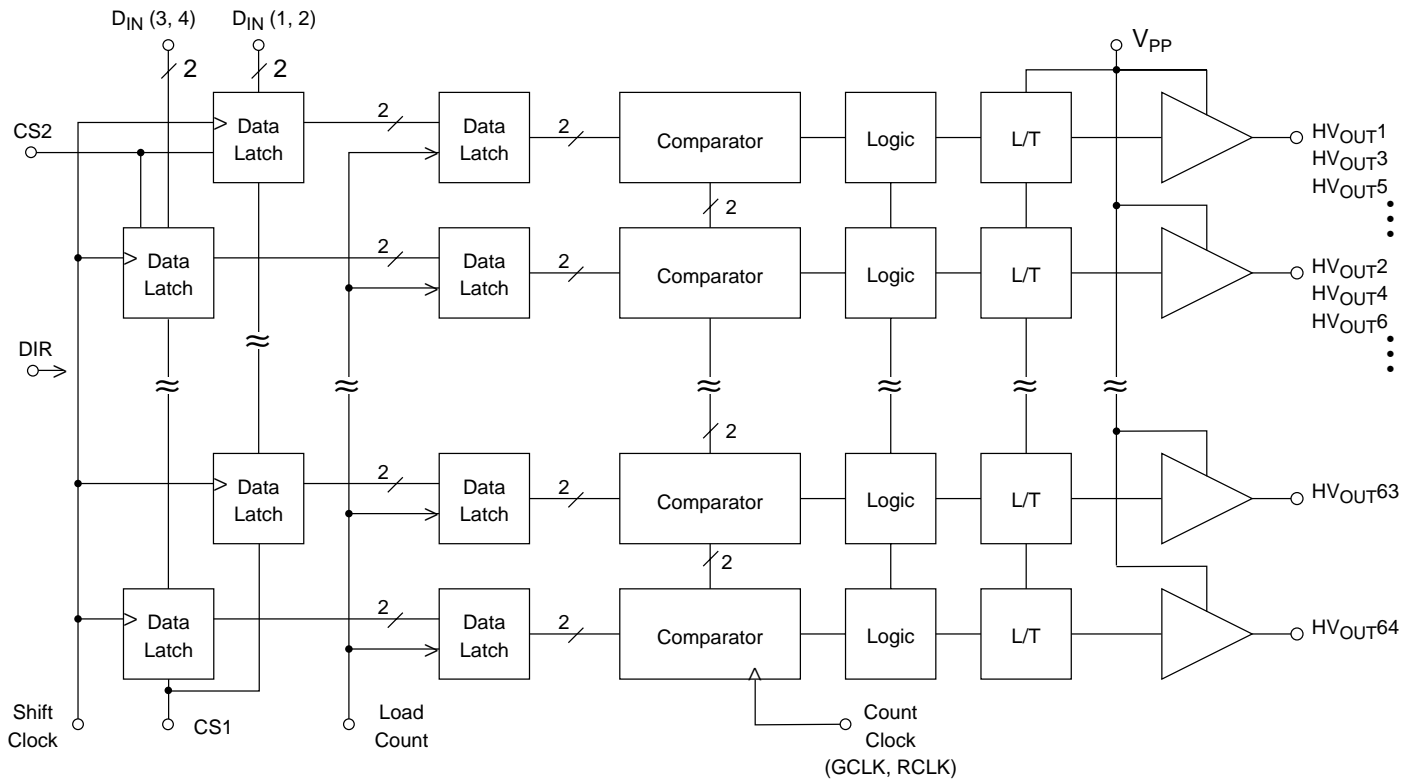 D_IN (3, 4) D_IN (1, 2) V_PP
2 2
CS2
Data Latch 2 Data Latch 2 Comparator Logic L/T HV_OUT1
HV_OUT3
HV_OUT5
2
Data Latch 2 Data Latch 2 Comparator Logic L/T HV_OUT2
HV_OUT4
HV_OUT6
DIR
2
Data Latch 2 Data Latch 2 Comparator Logic L/T HV_OUT63
2
Data Latch 2 Data Latch 2 Comparator Logic L/T HV_OUT64
Shift Clock
CS1
Load Count
Count Clock
(GCLK, RCLK)